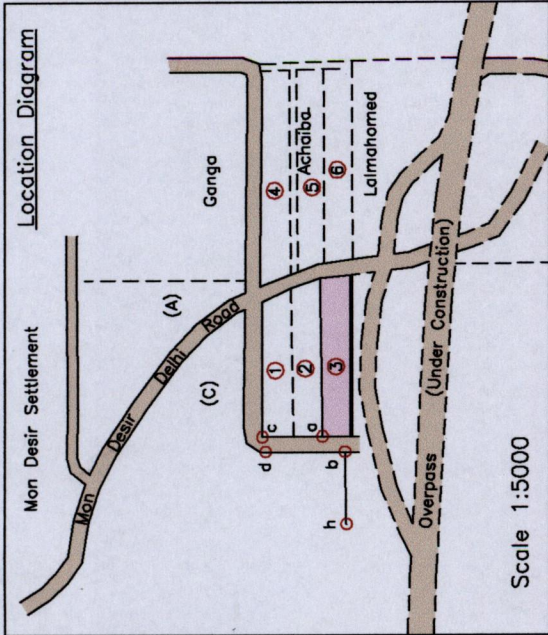 Location Diagram
Mon Desir Settlement
Ganga
(A)
(C)
Mon Desir Delhi Road
1
2
3
4
Achaiba
5
6
Lalmahomed
d
c
a
b
h
Overpass (Under Construction)
Scale 1:5000